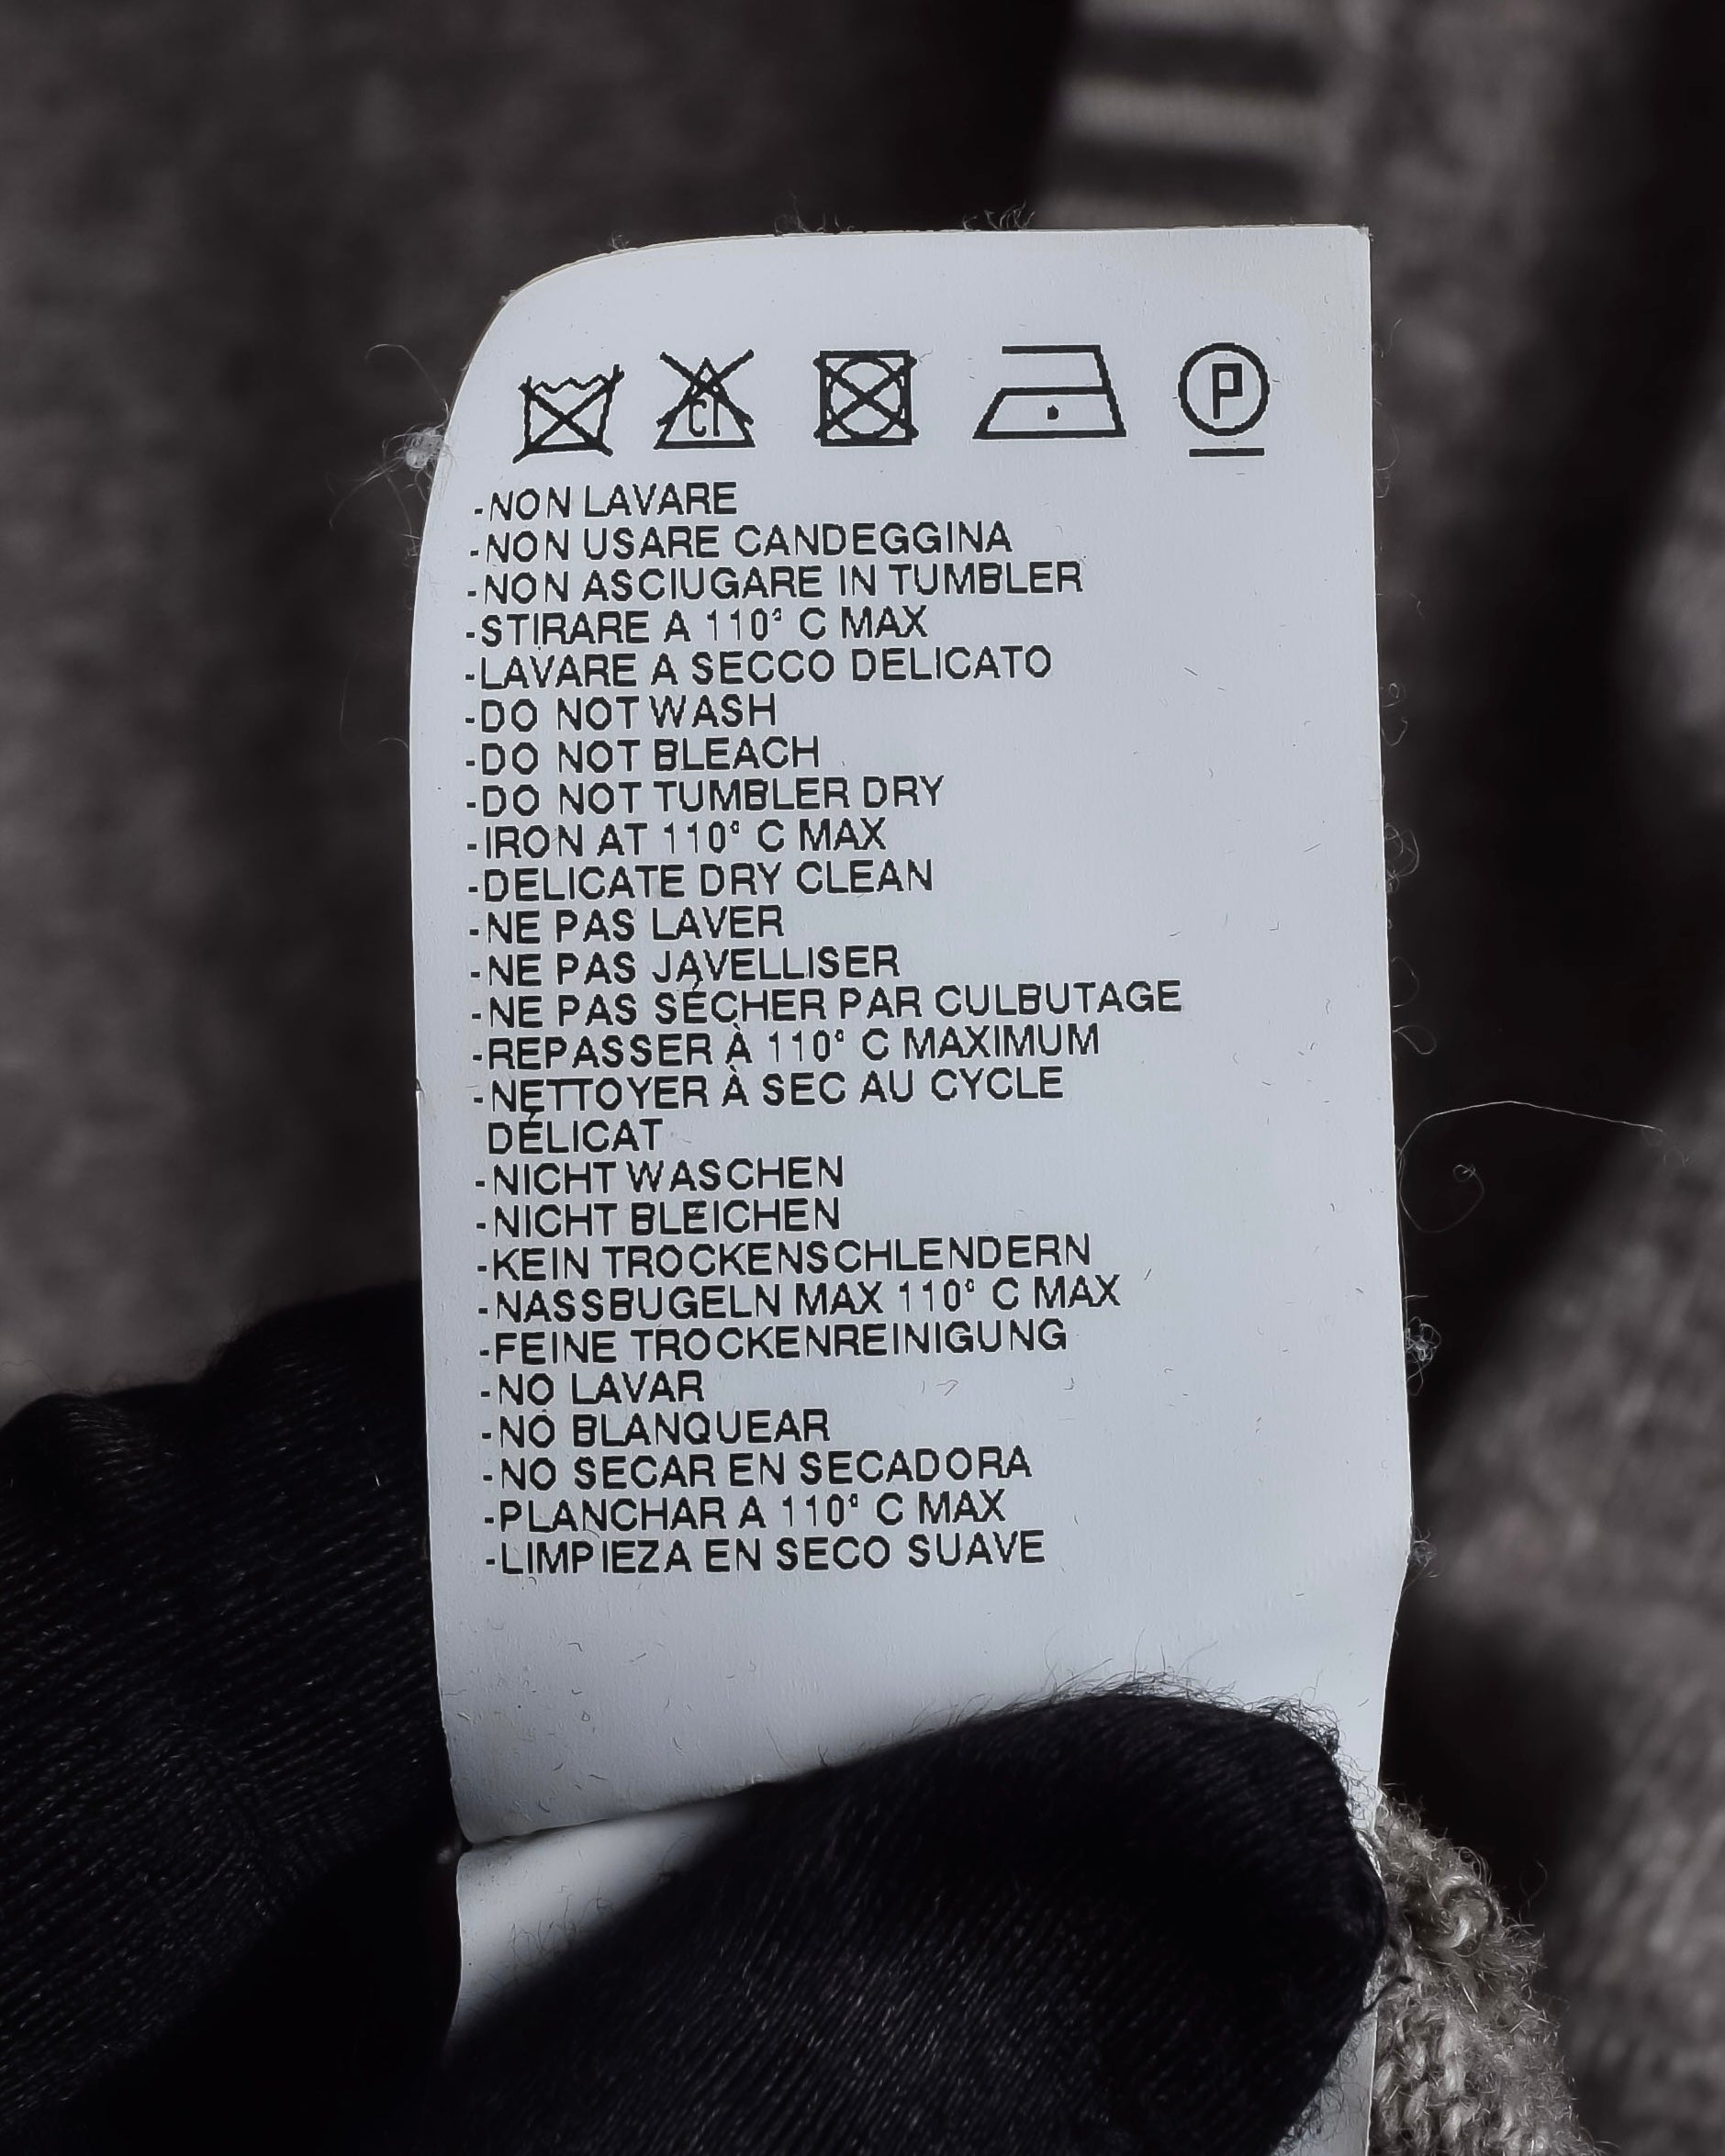 CL
P
-NON LAVARE
-NON USARE CANDEGGINA
-NON ASCIUGARE IN TUMBLER
-STIRARE A 110° C MAX
-LAVARE A SECCO DELICATO
-DO NOT WASH
-DO NOT BLEACH
-DO NOT TUMBLER DRY
-IRON AT 110° C MAX
-DELICATE DRY CLEAN
-NE PAS LAVER
-NE PAS JAVELLISER
-NE PAS SÉCHER PAR CULBUTAGE
-REPASSER À 110° C MAXIMUM
-NETTOYER À SEC AU CYCLE
DÉLICAT
-NICHT WASCHEN
-NICHT BLEICHEN
-KEIN TROCKENSCHLENDERN
-NASSBUGELN MAX 110° C MAX
-FEINE TROCKENREINIGUNG
-NO LAVAR
-NO BLANQUEAR
-NO SECAR EN SECADORA
-PLANCHAR A 110° C MAX
-LIMPIEZA EN SECO SUAVE